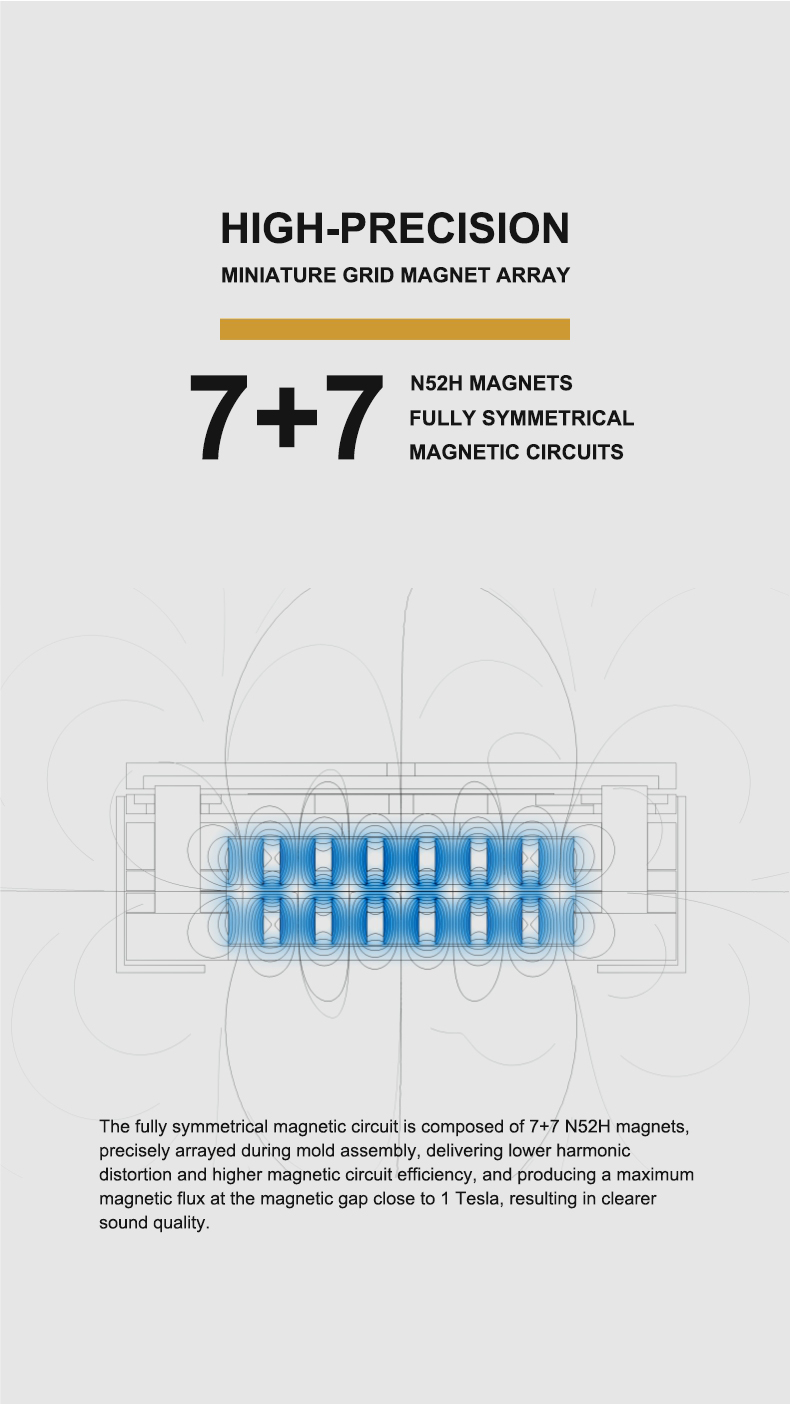 HIGH-PRECISION
MINIATURE GRID MAGNET ARRAY
7+7
N52H MAGNETS
FULLY SYMMETRICAL
MAGNETIC CIRCUITS
The fully symmetrical magnetic circuit is composed of 7+7 N52H magnets,
precisely arrayed during mold assembly, delivering lower harmonic
distortion and higher magnetic circuit efficiency, and producing a maximum
magnetic flux at the magnetic gap close to 1 Tesla, resulting in clearer
sound quality.